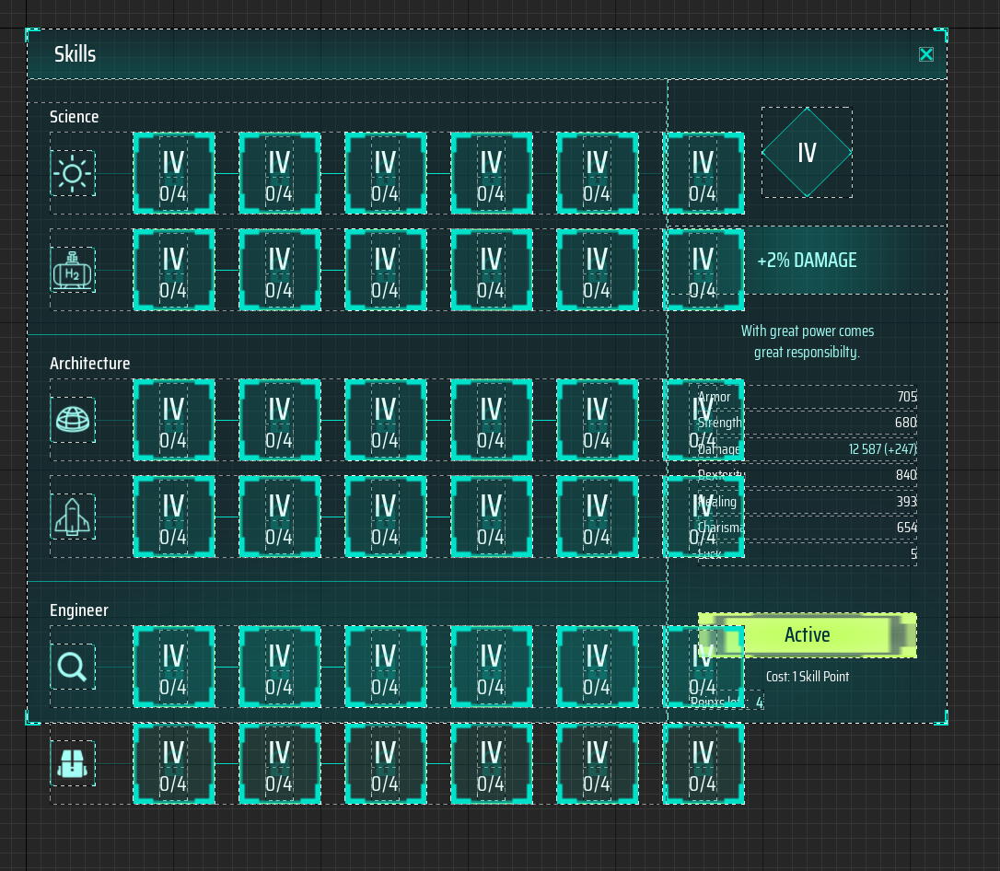 Skills
Science
IV IV IV IV IV IV
0/4 0/4 0/4 0/4 0/4 0/4
H2
IV IV IV IV IV IV
0/4 0/4 0/4 0/4 0/4 0/4
Architecture
IV IV IV IV IV IV
0/4 0/4 0/4 0/4 0/4 0/4
IV IV IV IV IV IV
0/4 0/4 0/4 0/4 0/4 0/4
Engineer
IV IV IV IV IV IV
0/4 0/4 0/4 0/4 0/4 0/4
IV IV IV IV IV IV
0/4 0/4 0/4 0/4 0/4 0/4
IV
+2% DAMAGE
With great power comes
great responsibilty.
Armor 705
Strength 680
Damage 12 587 (+247)
Dexterity 840
Healing 393
Charisma 654
Luck 5
Active
Cost: 1 Skill Point
Points left: 4